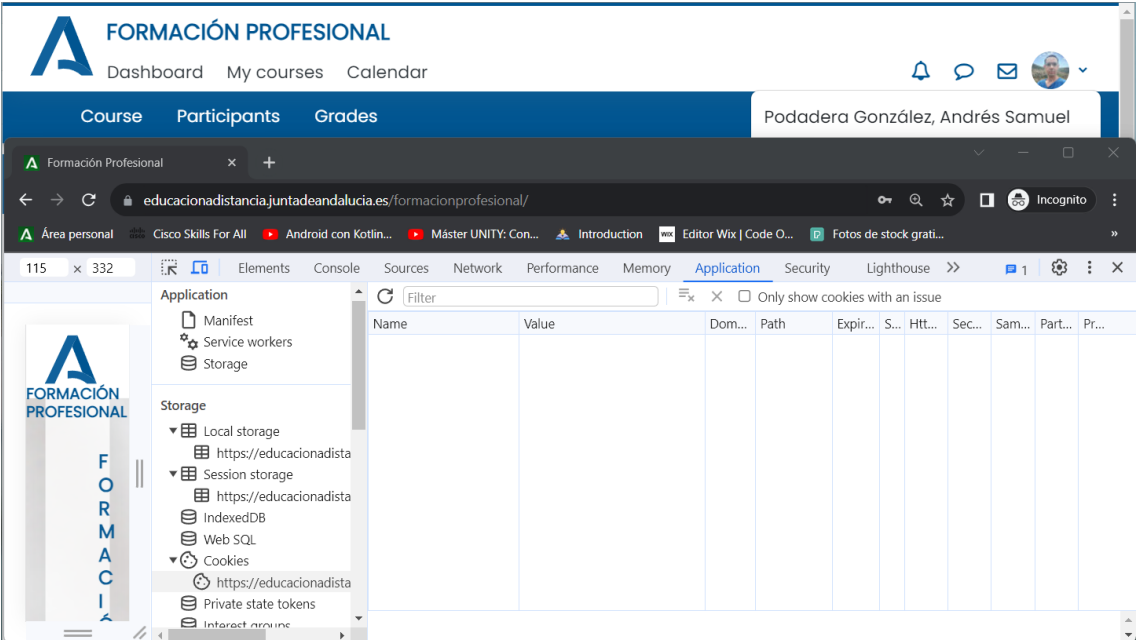 FORMACIÓN PROFESIONAL
Dashboard My courses Calendar
Course Participants Grades
Podadera González, Andrés Samuel
Formación Profesional
educacionadistancia.juntadeandalucia.es/formacionprofesional/
Incognito
Área personal Cisco Skills For All Android con Kotlin... Máster UNITY: Con... Introduction WIX Editor Wix | Code O... Fotos de stock grati... »
115 × 332 Elements Console Sources Network Performance Memory Application Security Lighthouse 1
Application
Manifest
Service workers
Storage
Storage
Local storage
https://educacionadista
Session storage
https://educacionadista
IndexedDB
Web SQL
Cookies
https://educacionadista
Private state tokens
Interest groups
Filter
Only show cookies with an issue
Name Value Dom... Path Expir... S... Htt... Sec... Sam... Part... Pr...
FORMACIÓN
PROFESIONAL
F
O
R
M
A
C
I
Ó